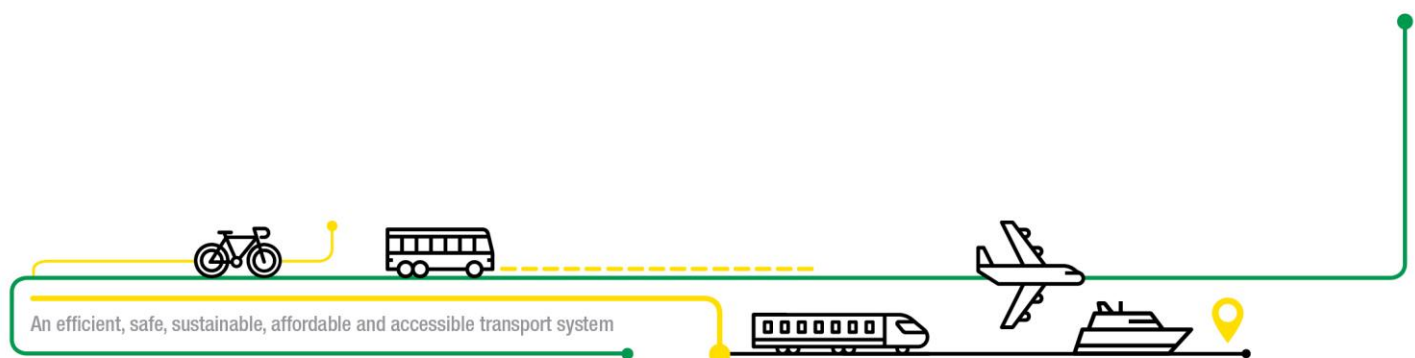 An efficient, safe, sustainable, affordable and accessible transport system